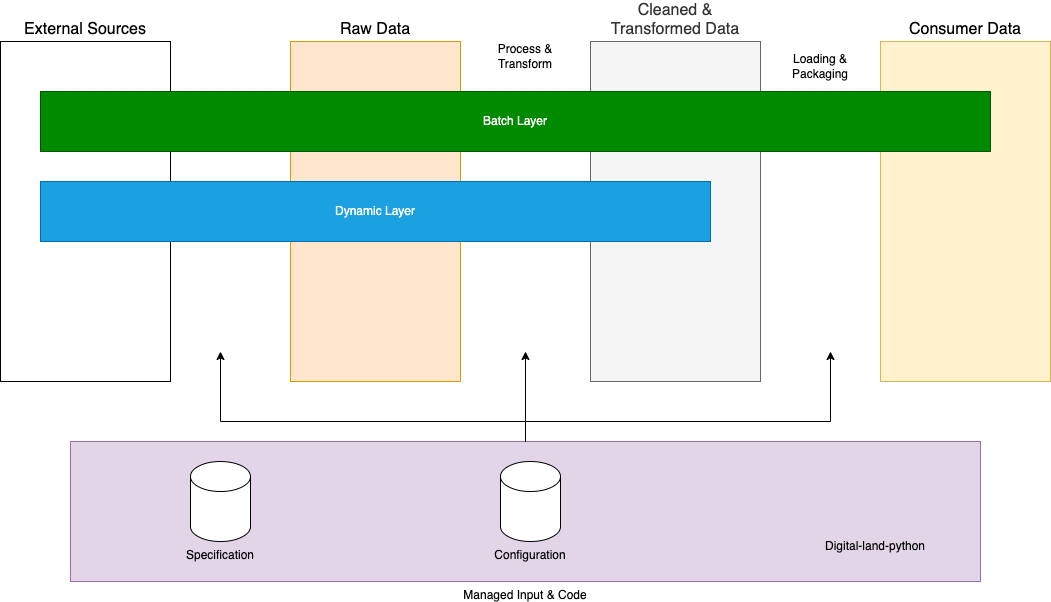 External Sources
Raw Data
Cleaned &
Transformed Data
Consumer Data
Process &
Transform
Loading &
Packaging
Batch Layer
Dynamic Layer
Specification
Configuration
Digital-land-python
Managed Input & Code